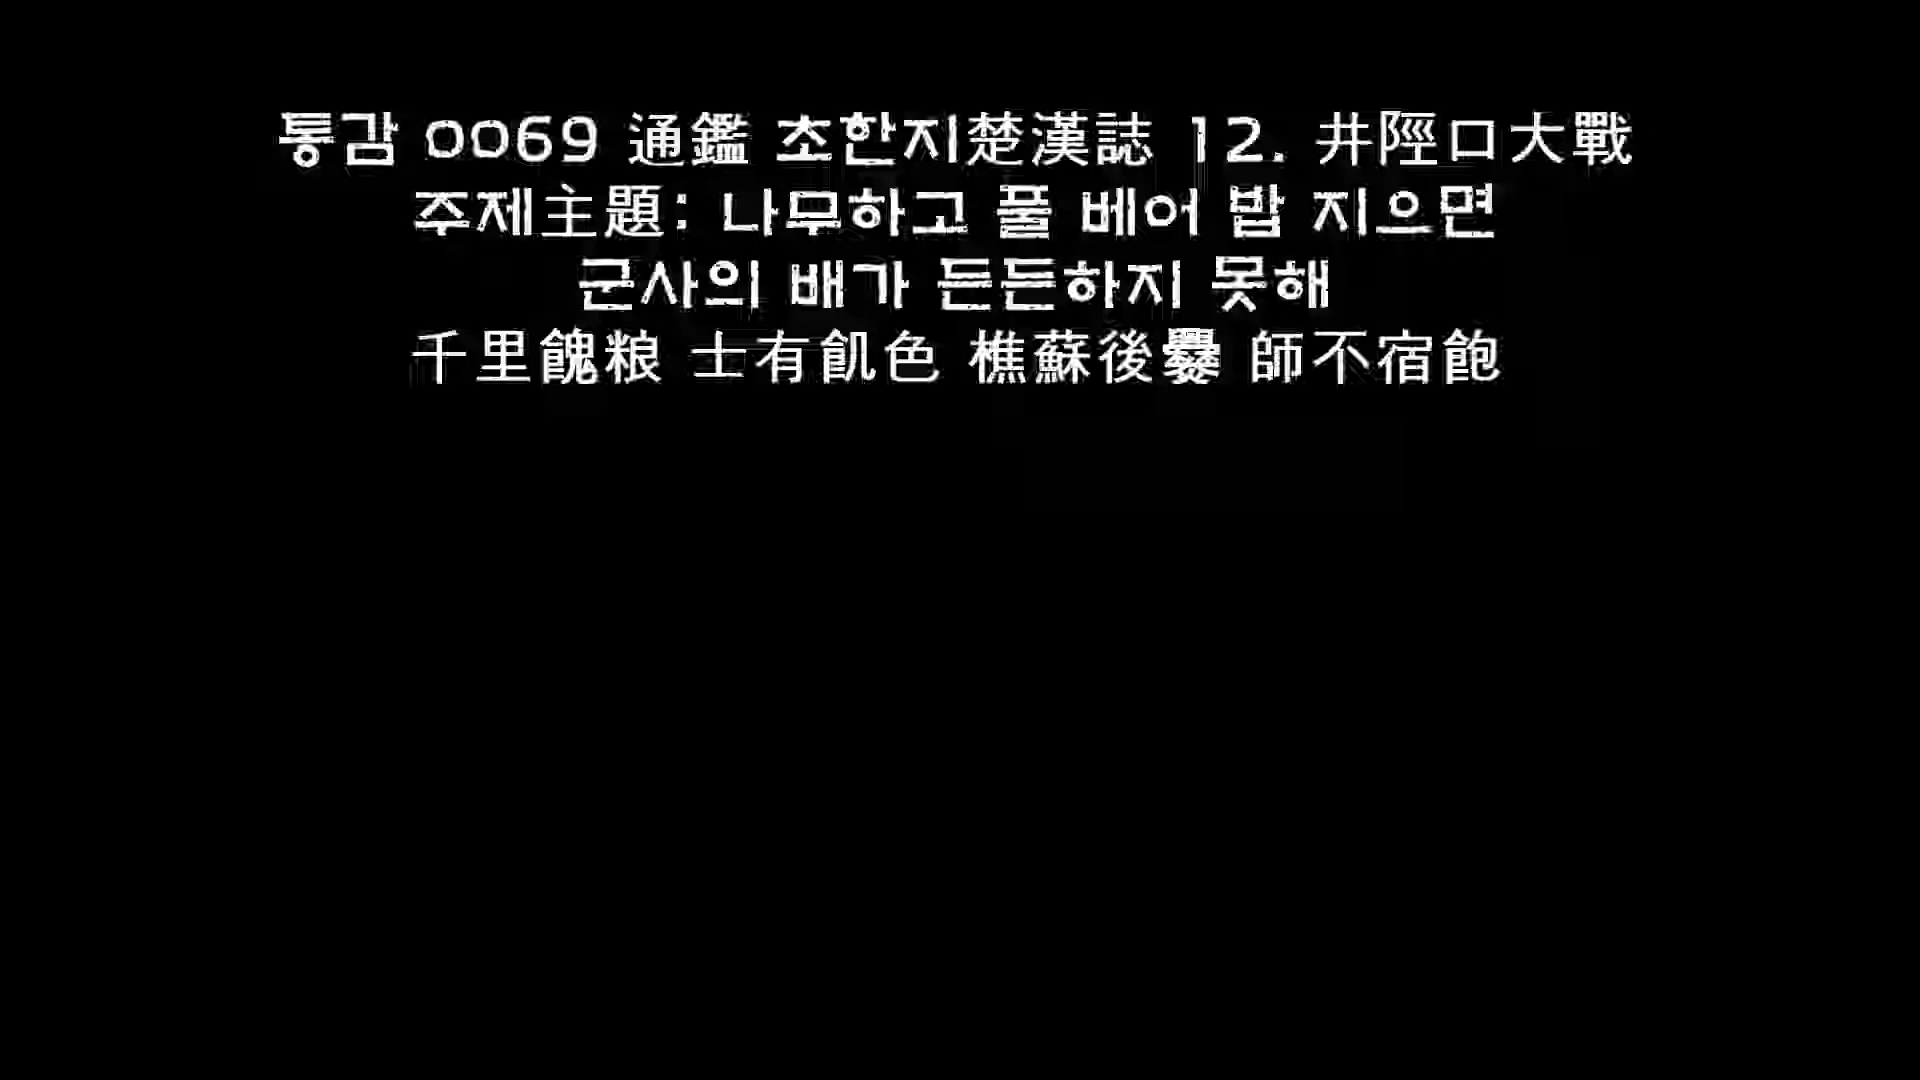 통감 0069 通鑑 초한지楚漢誌 12. 井陘口大戰
주제主題: 나무하고 풀 베어 밥 지으면
군사의 배가 든든하지 못해
千里餽粮 士有飢色 樵蘇後爨 師不宿飽